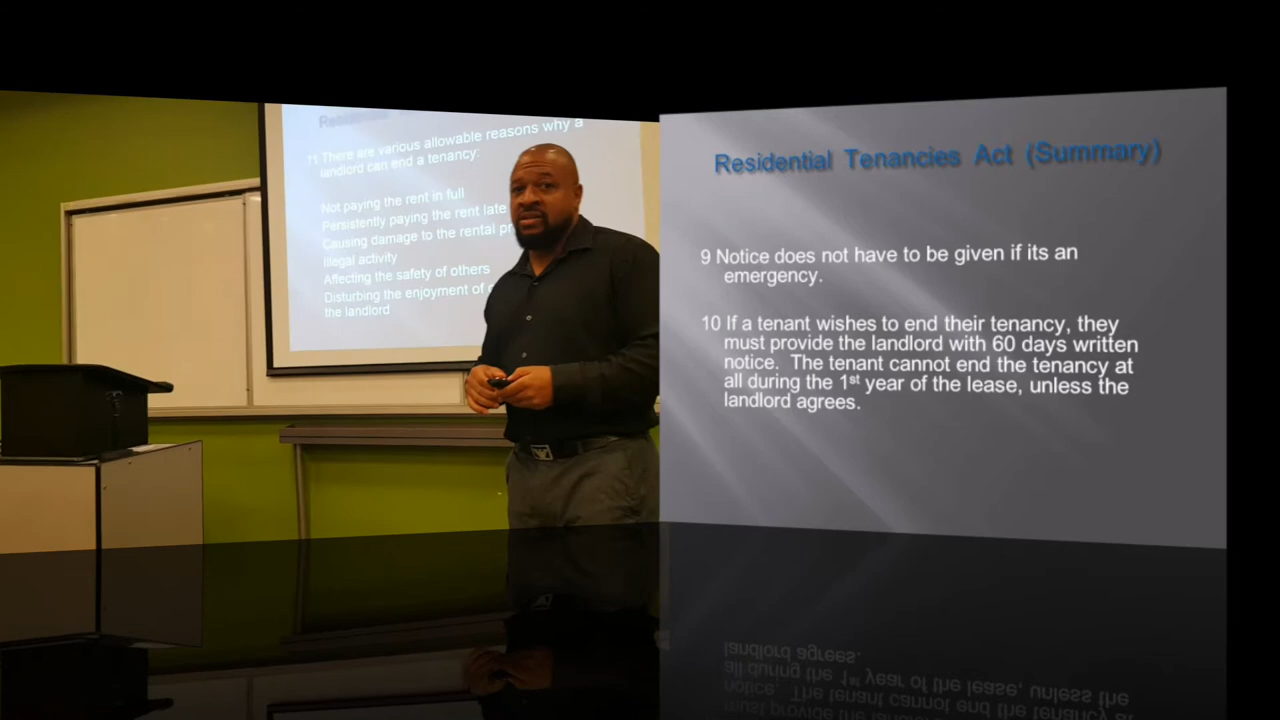 11 There are various allowable reasons why a
landlord can end a tenancy:
Not paying the rent in full
Persistently paying the rent late
Causing damage to the rental
Illegal activity
Affecting the safety of others
Disturbing the enjoyment of
the landlord
Residential Tenancies Act (Summary)
9 Notice does not have to be given if its an
emergency.
10 If a tenant wishes to end their tenancy, they
must provide the landlord with 60 days written
notice. The tenant cannot end the tenancy at
all during the 1st year of the lease, unless the
landlord agrees.